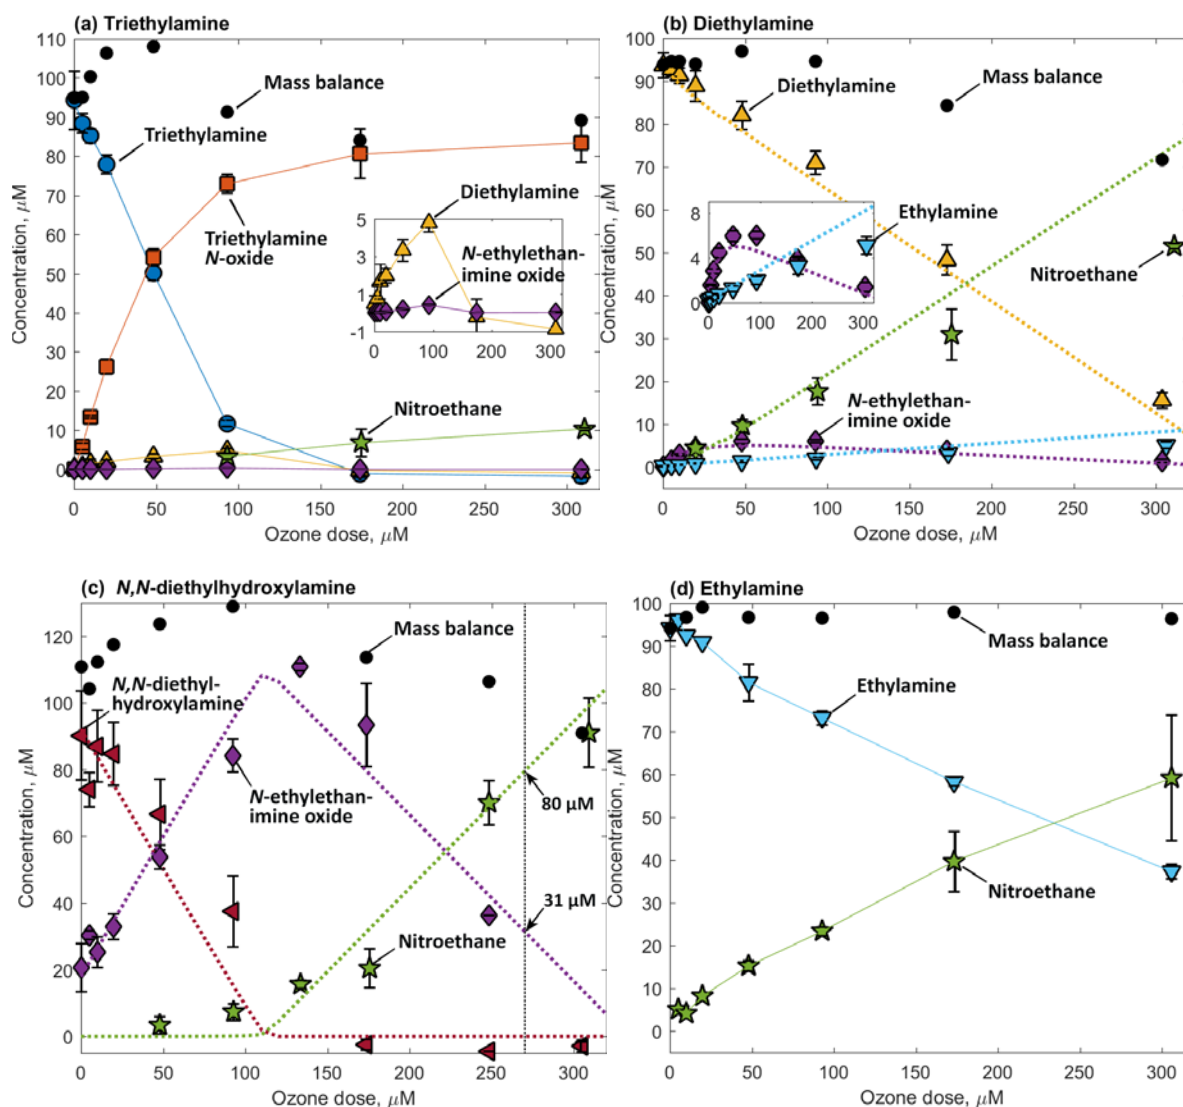 (a) Triethylamine
110
100
90
80
70
60
50
40
30
20
10
0
Concentration, μM
Mass balance
Triethylamine
Triethylamine
N-oxide
Diethylamine
N-ethylethan-
imine oxide
Nitroethane
5
3
1
-1
0 100 200 300
0 50 100 150 200 250 300
Ozone dose, μM
(b) Diethylamine
100
90
80
70
60
50
40
30
20
10
0
Concentration, μM
Mass balance
Diethylamine
Ethylamine
Nitroethane
N-ethylethan-
imine oxide
8
4
0
0 100 200 300
0 50 100 150 200 250 300
Ozone dose, μM
(c) N,N-diethylhydroxylamine
120
100
80
60
40
20
0
Concentration, μM
Mass balance
N,N-diethyl-
hydroxylamine
N-ethylethan-
imine oxide
80 μM
31 μM
Nitroethane
0 50 100 150 200 250 300
Ozone dose, μM
(d) Ethylamine
100
90
80
70
60
50
40
30
20
10
0
Concentration, μM
Mass balance
Ethylamine
Nitroethane
0 50 100 150 200 250 300
Ozone dose, μM